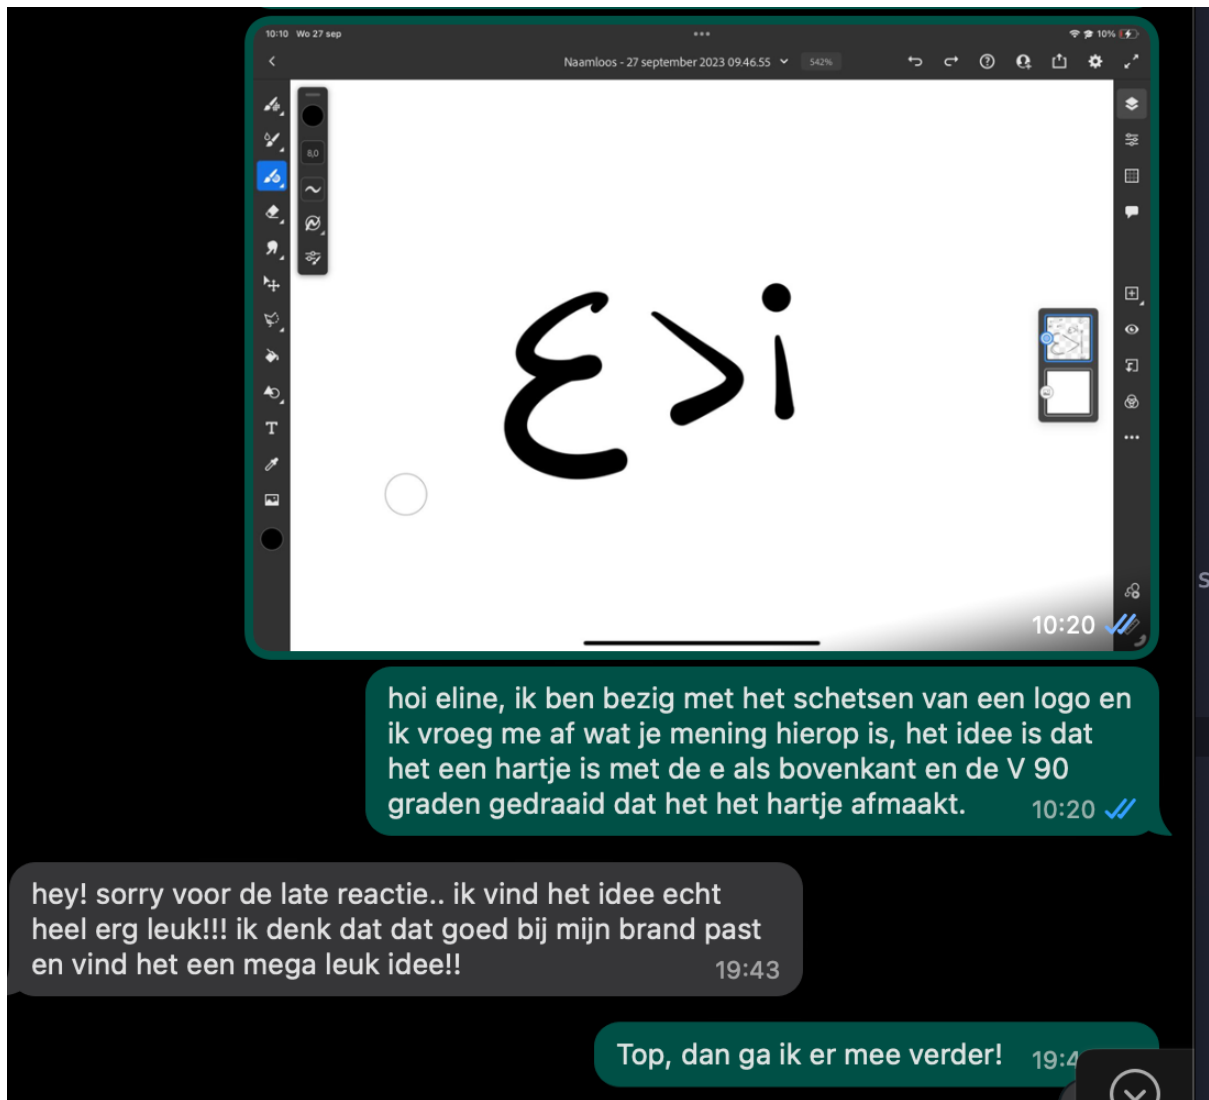 10:10 Wo 27 sep
10%
Naamloos - 27 september 2023 09.46.55
542%
8,0
T
ε>i
10:20
hoi eline, ik ben bezig met het schetsen van een logo en
ik vroeg me af wat je mening hierop is, het idee is dat
het een hartje is met de e als bovenkant en de V 90
graden gedraaid dat het het hartje afmaakt.
10:20
hey! sorry voor de late reactie.. ik vind het idee echt
heel erg leuk!!! ik denk dat dat goed bij mijn brand past
en vind het een mega leuk idee!!
19:43
Top, dan ga ik er mee verder!